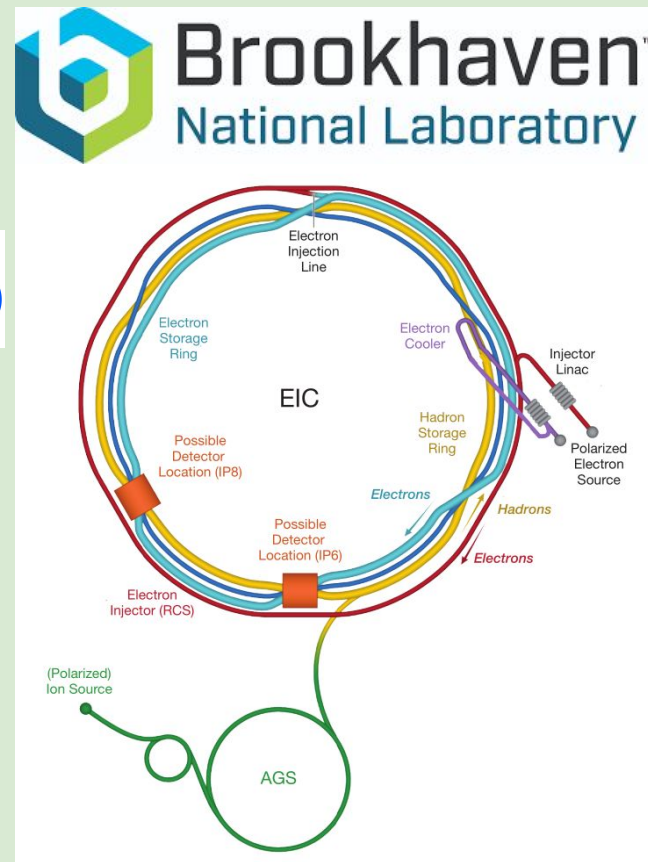 Brookhaven™
National Laboratory
Electron
Injection
Line
Electron
Storage
Ring
Electron
Cooler
Injector
Linac
EIC
Polarized
Electron
Source
Hadron
Storage
Ring
Possible
Detector
Location (IP8)
Electrons
Hadrons
Electrons
Possible
Detector
Location (IP6)
Electron
Injector (RCS)
(Polarized)
Ion Source
AGS